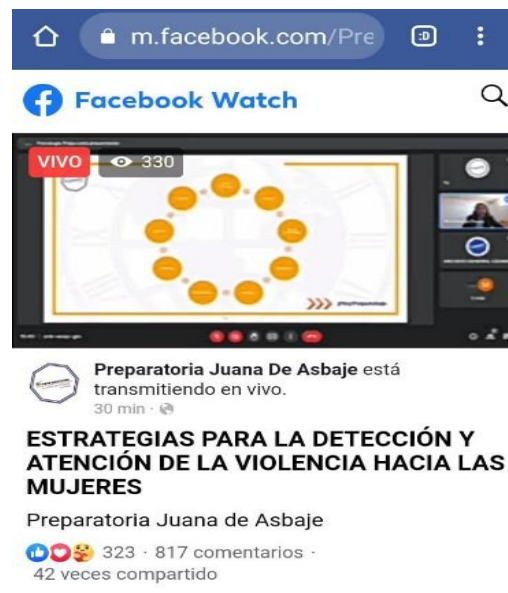 m.facebook.com/Pre
:D
Facebook Watch
VIVO
330
Preparatoria Juana De Asbaje está
transmitiendo en vivo.
30 min ·
ESTRATEGIAS PARA LA DETECCIÓN Y
ATENCIÓN DE LA VIOLENCIA HACIA LAS
MUJERES
Preparatoria Juana de Asbaje
323 · 817 comentarios ·
42 veces compartido